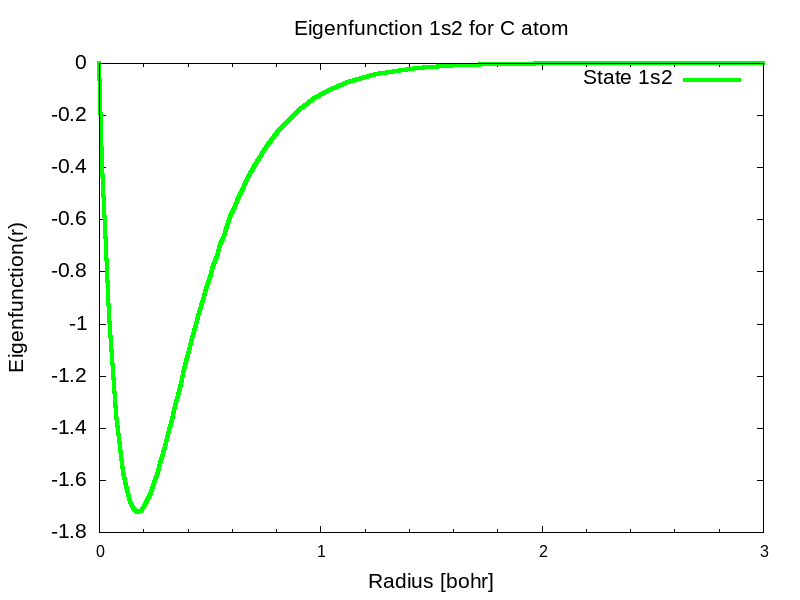 Eigenfunction 1s2 for C atom
State 1s2
0
-0.2
-0.4
-0.6
-0.8
-1
-1.2
-1.4
-1.6
-1.8
Eigenfunction(r)
0 1 2 3
Radius [bohr]